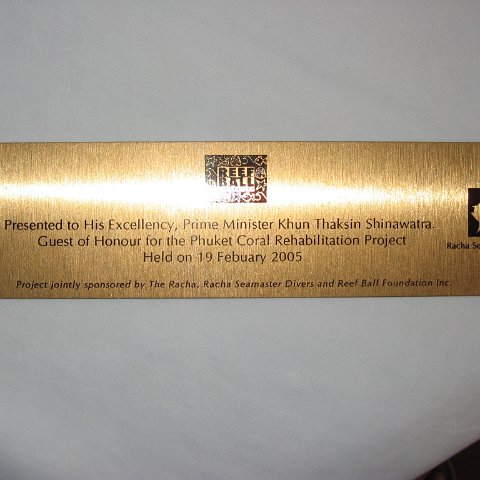 REEF
BALL
Presented to His Excellency, Prime Minister Khun Thaksin Shinawatra.
Guest of Honour for the Phuket Coral Rehabilitation Project
Held on 19 Febuary 2005
Racha Se
Project jointly sponsored by The Racha, Racha Seamaster Divers and Reef Ball Foundation Inc.